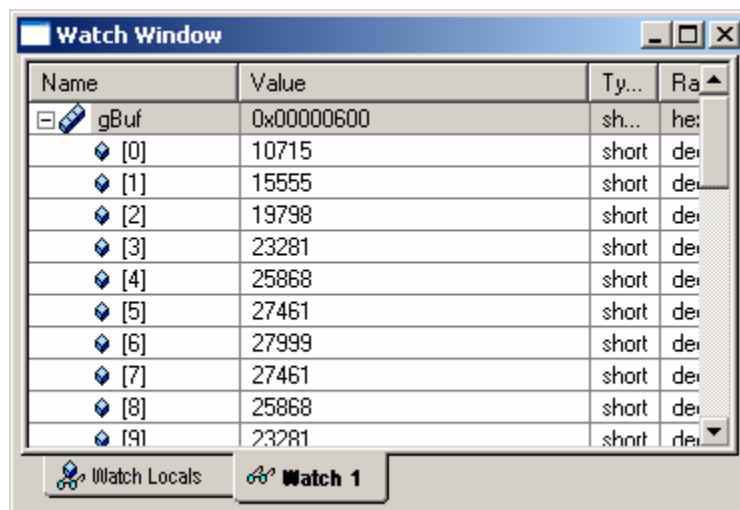 Watch Window
Name Value Ty... Ra
gBuf 0x00000600 sh... hex
[0] 10715 short de
[1] 15555 short de
[2] 19798 short de
[3] 23281 short de
[4] 25868 short de
[5] 27461 short de
[6] 27999 short de
[7] 27461 short de
[8] 25868 short de
[9] 23281 short de
Watch Locals Watch 1